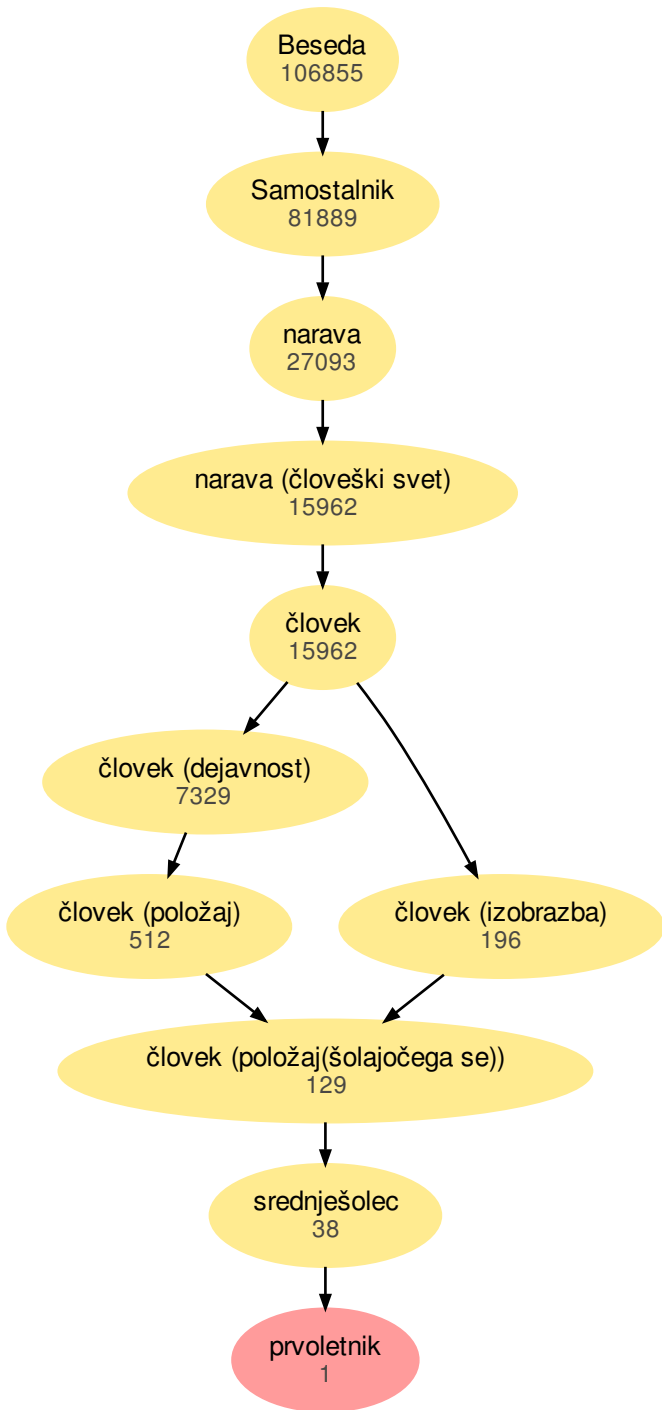 Beseda
106855
Samostalnik
81889
narava
27093
narava (človeški svet)
15962
človek
15962
človek (dejavnost)
7329
človek (položaj)
512
človek (izobrazba)
196
človek (položaj(šolajočega se))
129
srednješolec
38
prvoletnik
1